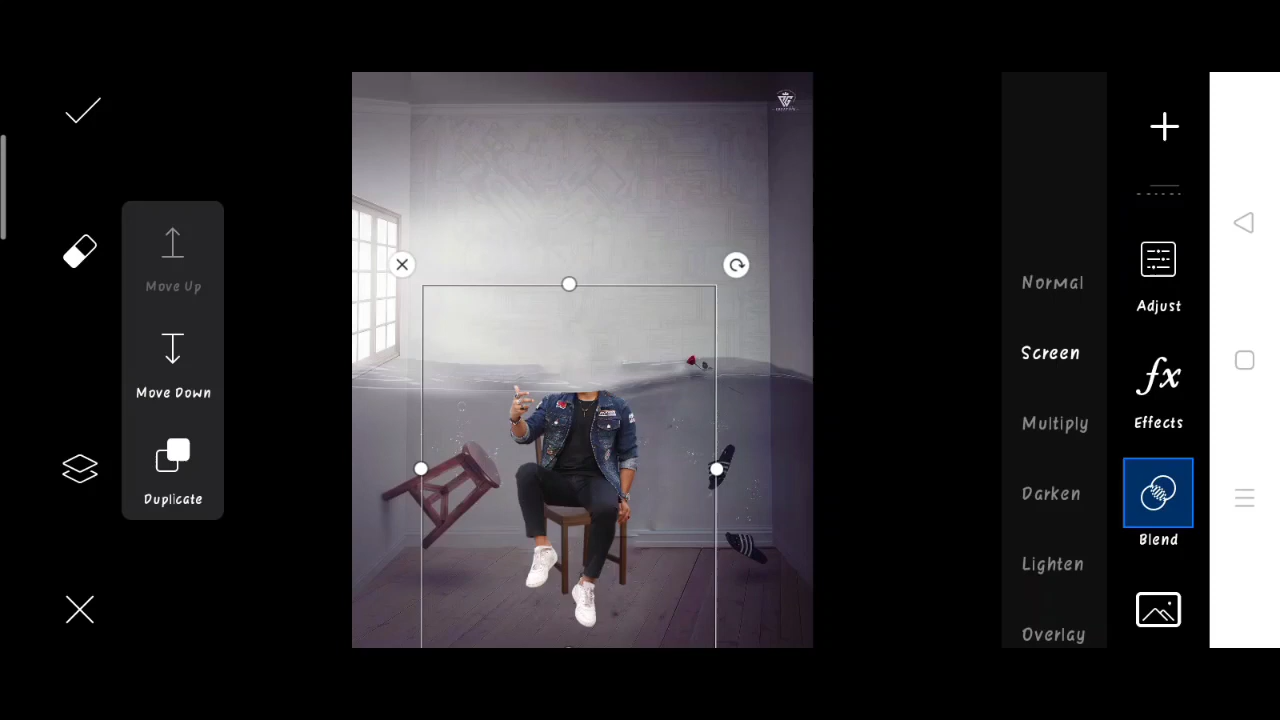 Move Up
Move Down
Duplicate
Normal
Screen
Multiply
Darken
Lighten
Overlay
Adjust
fx
Effects
Blend